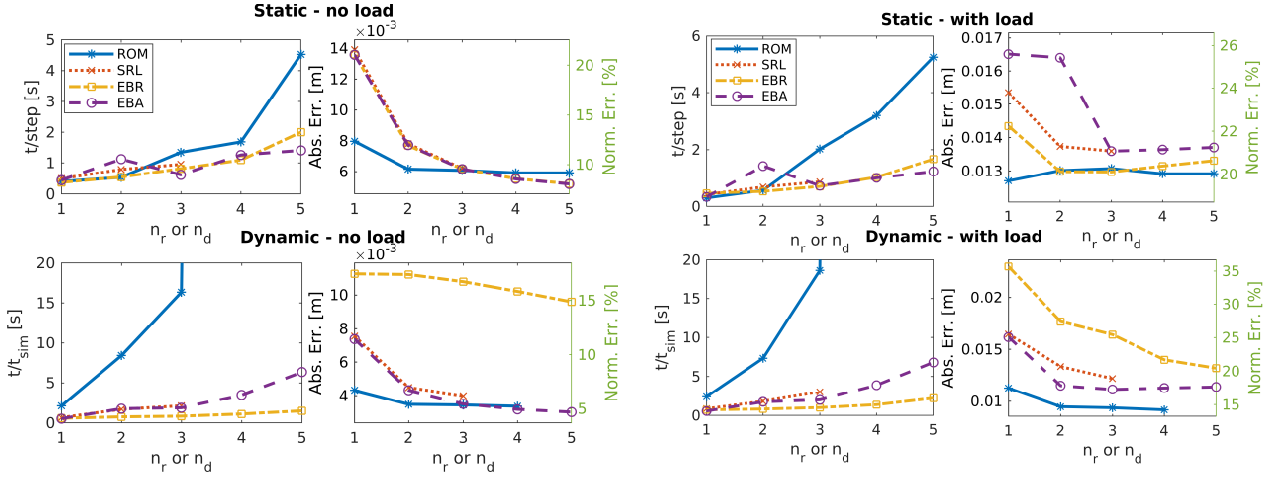 Static - no load
×10⁻³
t/step [s]
5
4
3
2
1
0
ROM
SRL
EBR
EBA
1 2 3 4 5
n_r or n_d
Abs. Err. [m]
14
12
10
8
6
Norm. Err. [%]
20
15
10
1 2 3 4 5
n_r or n_d
Static - with load
t/step [s]
6
4
2
0
ROM
SRL
EBR
EBA
1 2 3 4 5
n_r or n_d
Abs. Err. [m]
0.017
0.016
0.015
0.014
0.013
Norm. Err. [%]
26
24
22
20
1 2 3 4 5
n_r or n_d
Dynamic - no load
×10⁻³
t/t_sim [s]
20
15
10
5
0
1 2 3 4 5
n_r or n_d
Abs. Err. [m]
10
8
6
4
Norm. Err. [%]
15
10
5
1 2 3 4 5
n_r or n_d
Dynamic - with load
t/t_sim [s]
20
15
10
5
0
1 2 3 4 5
n_r or n_d
Abs. Err. [m]
0.02
0.015
0.01
Norm. Err. [%]
35
30
25
20
15
1 2 3 4 5
n_r or n_d